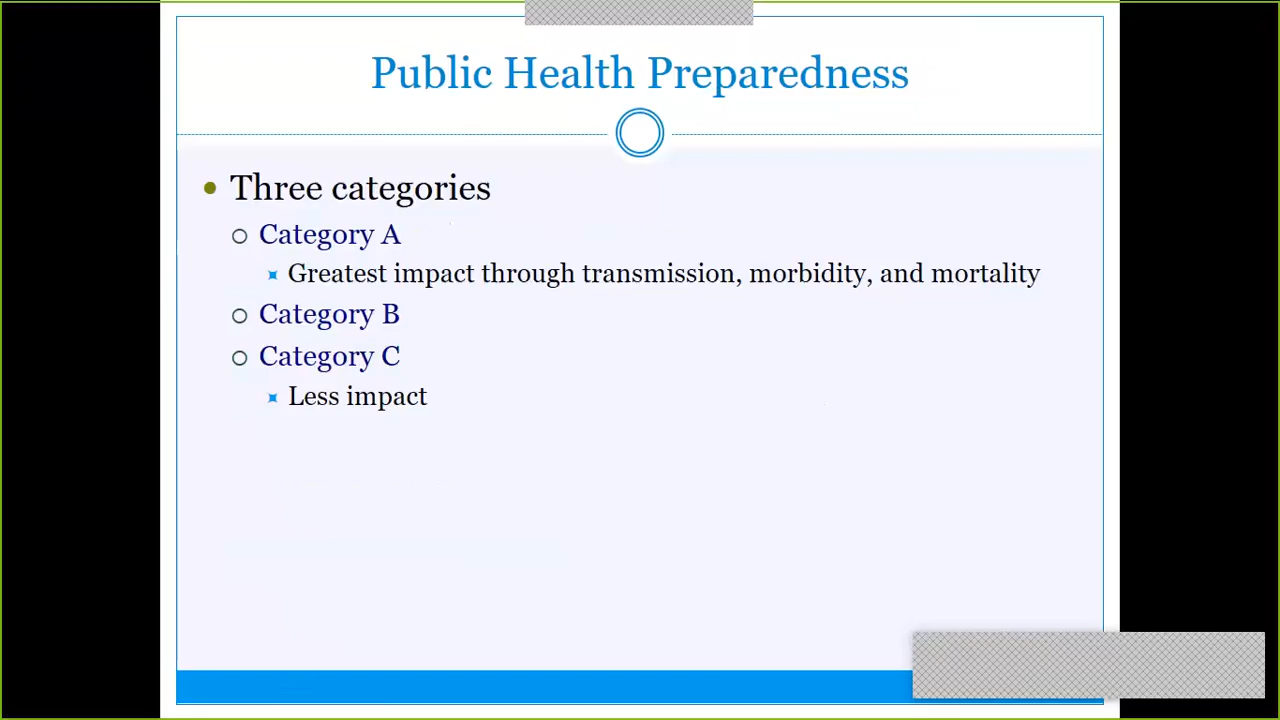 Public Health Preparedness
Three categories
Category A
Greatest impact through transmission, morbidity, and mortality
Category B
Category C
Less impact